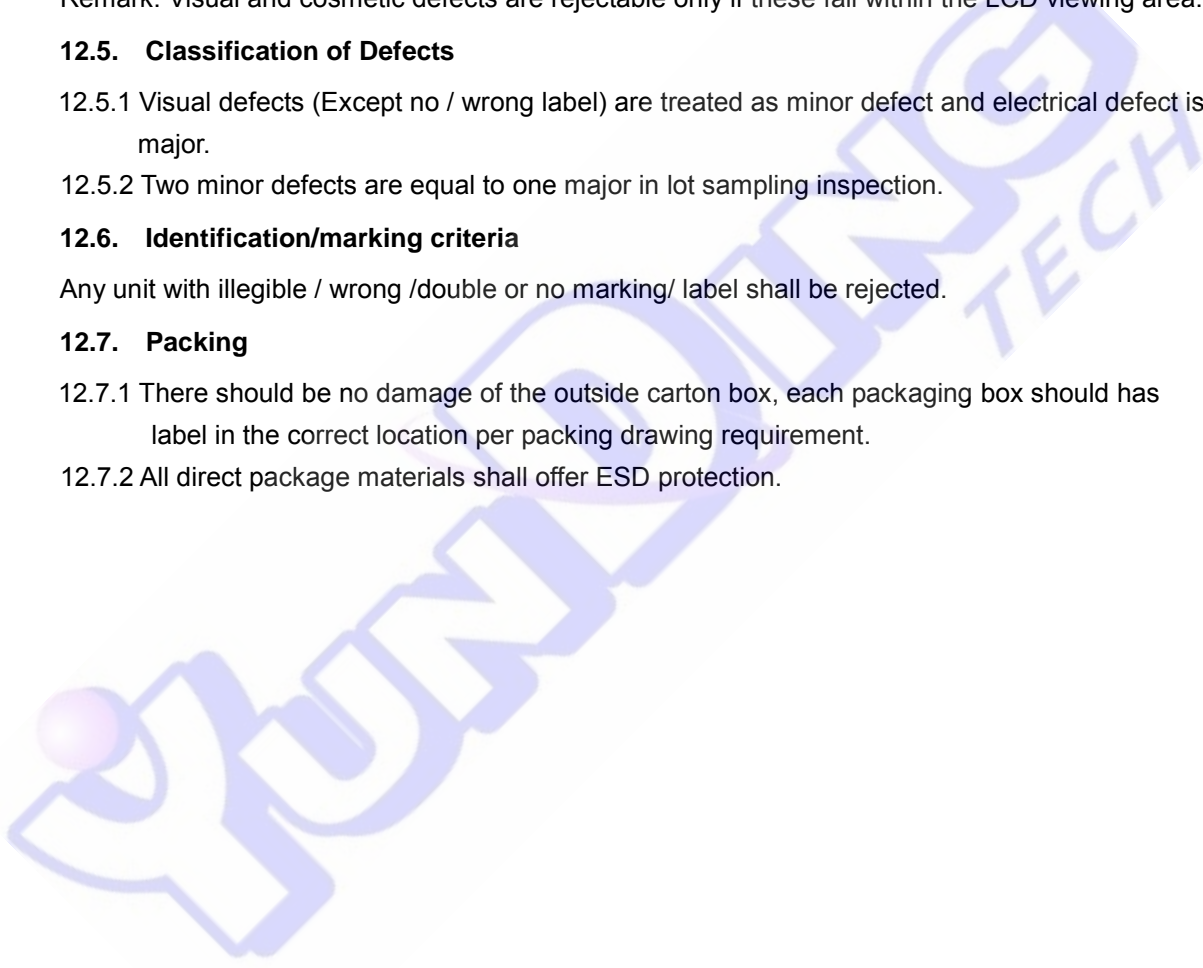 Remark: Visual and cosmetic defects are rejectable only if these fall within the LCD viewing area.
12.5. Classification of Defects
12.5.1 Visual defects (Except no / wrong label) are treated as minor defect and electrical defect is
major.
12.5.2 Two minor defects are equal to one major in lot sampling inspection.
12.6. Identification/marking criteria
Any unit with illegible / wrong /double or no marking/ label shall be rejected.
12.7. Packing
12.7.1 There should be no damage of the outside carton box, each packaging box should has
label in the correct location per packing drawing requirement.
12.7.2 All direct package materials shall offer ESD protection.
YUNDING
TECH